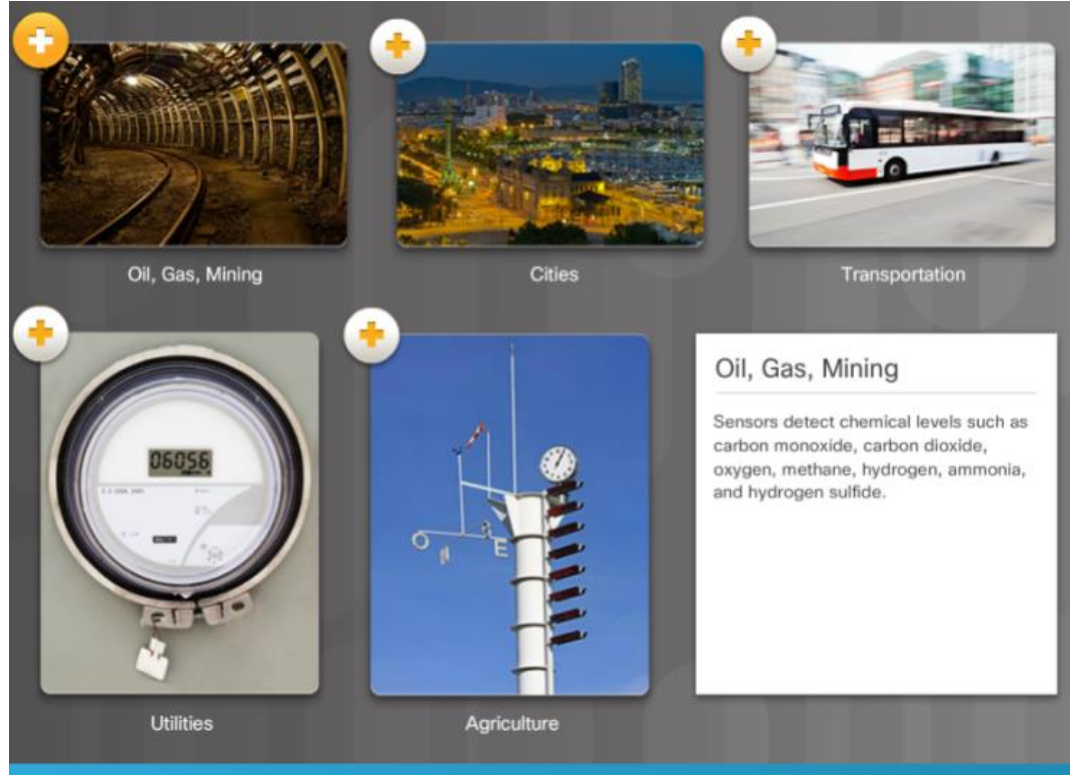 Oil, Gas, Mining
Cities
Transportation
06056
Utilities
E
Agriculture
Oil, Gas, Mining
Sensors detect chemical levels such as
carbon monoxide, carbon dioxide,
oxygen, methane, hydrogen, ammonia,
and hydrogen sulfide.